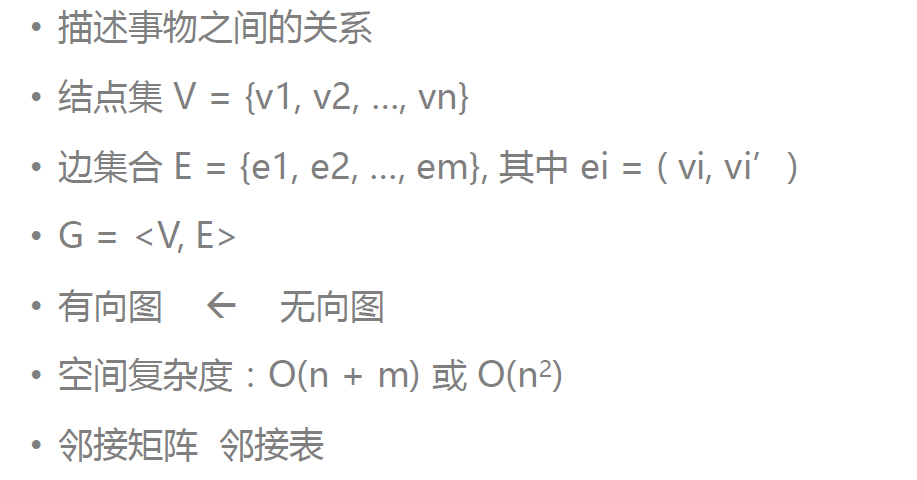 • 描述事物之间的关系
• 结点集 V = {v1, v2, …, vn}
• 边集合 E = {e1, e2, …, em}, 其中 ei = ( vi, vi’ )
• G = <V, E>
• 有向图 ← 无向图
• 空间复杂度：O(n + m) 或 O(n²)
• 邻接矩阵 邻接表